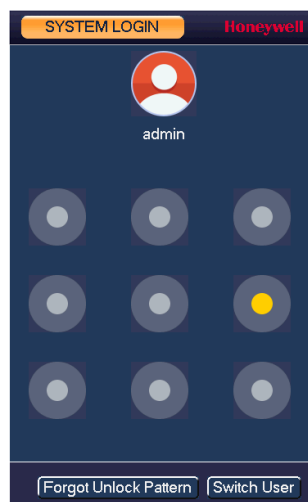 SYSTEM LOGIN Honeywell
admin
Forgot Unlock Pattern Switch User